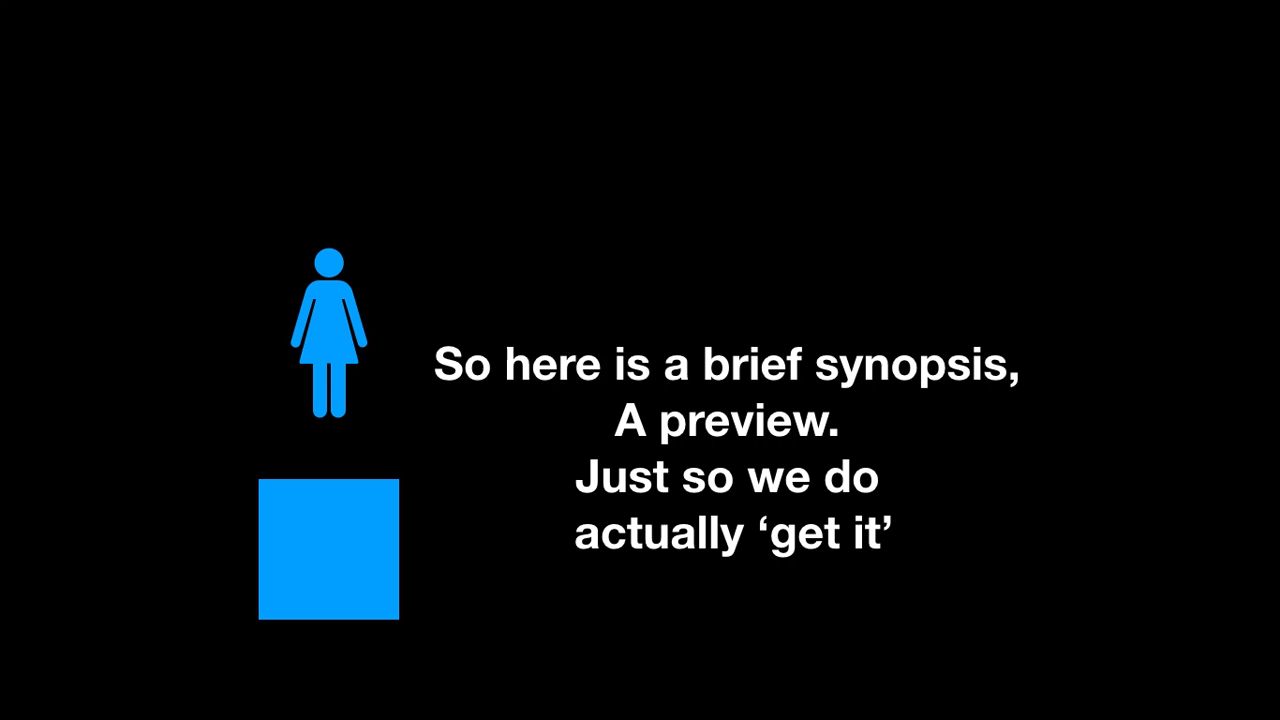 So here is a brief synopsis,
A preview.
Just so we do
actually ‘get it’